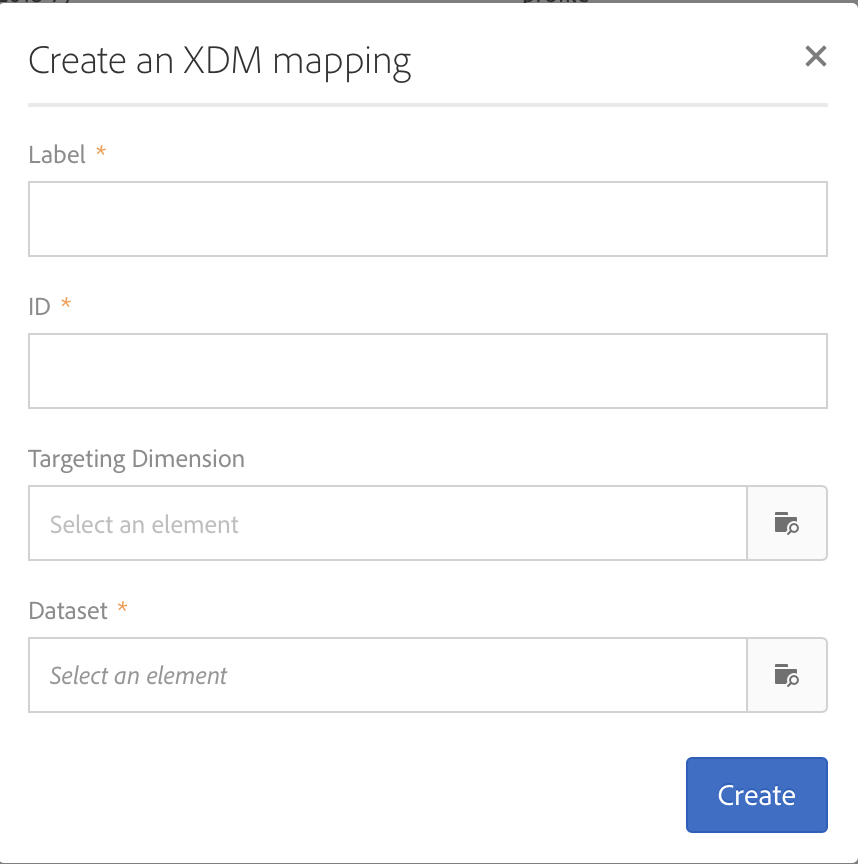 Create an XDM mapping
Label *
ID *
Targeting Dimension
Select an element
Dataset *
Select an element
Create